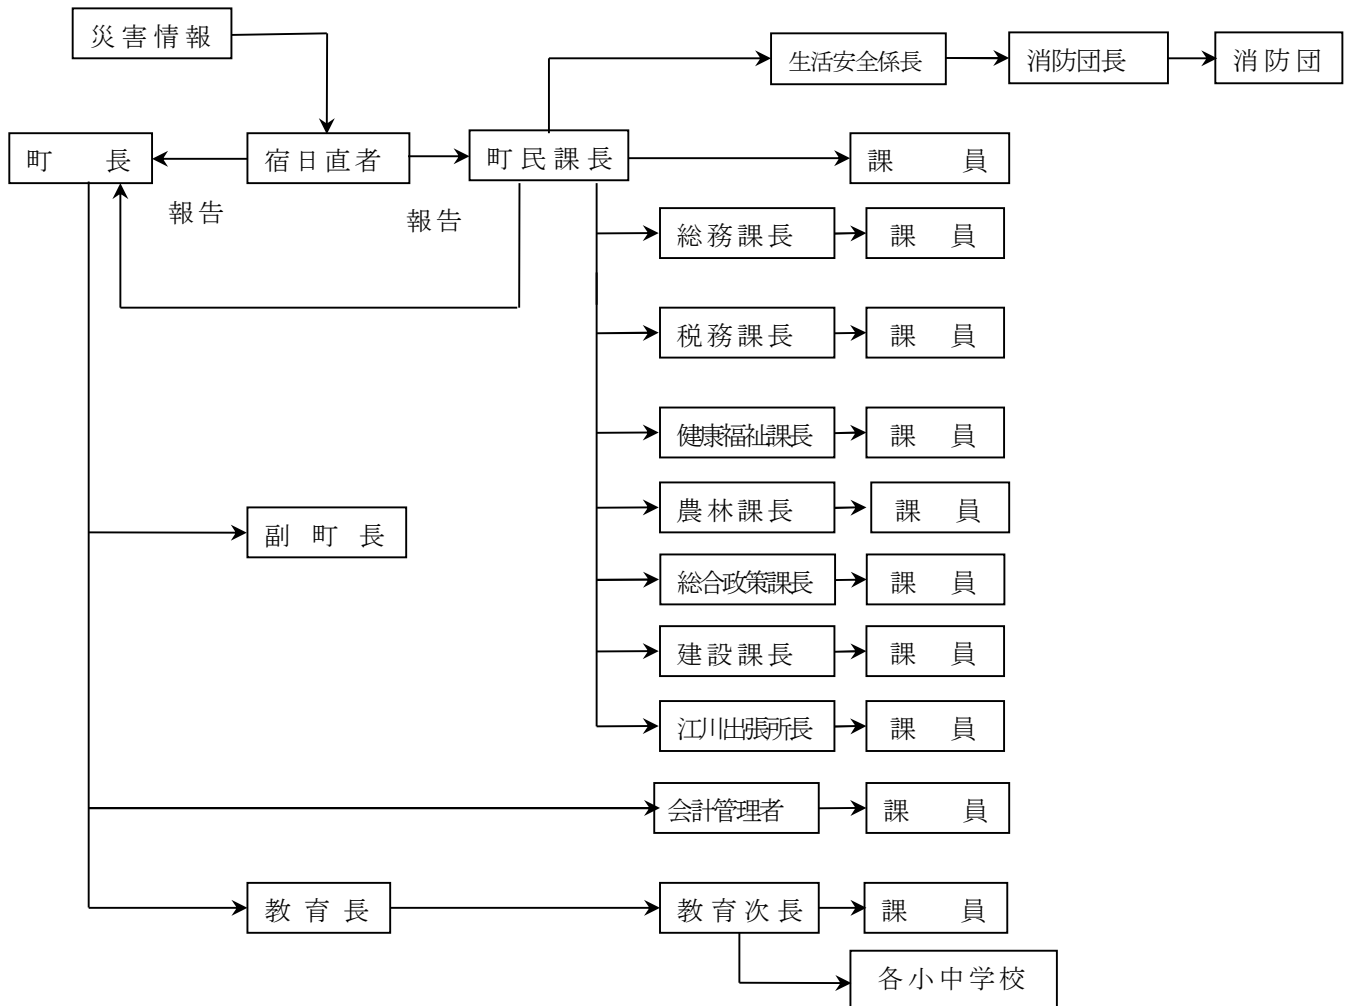 災害情報
生活安全係長
消防団長
消防団
町　長
宿日直者
町民課長
課　員
報告
報告
総務課長
課　員
税務課長
課　員
健康福祉課長
課　員
農林課長
課　員
副町長
総合政策課長
課　員
建設課長
課　員
江川出張所長
課　員
会計管理者
課　員
教育長
教育次長
課　員
各小中学校